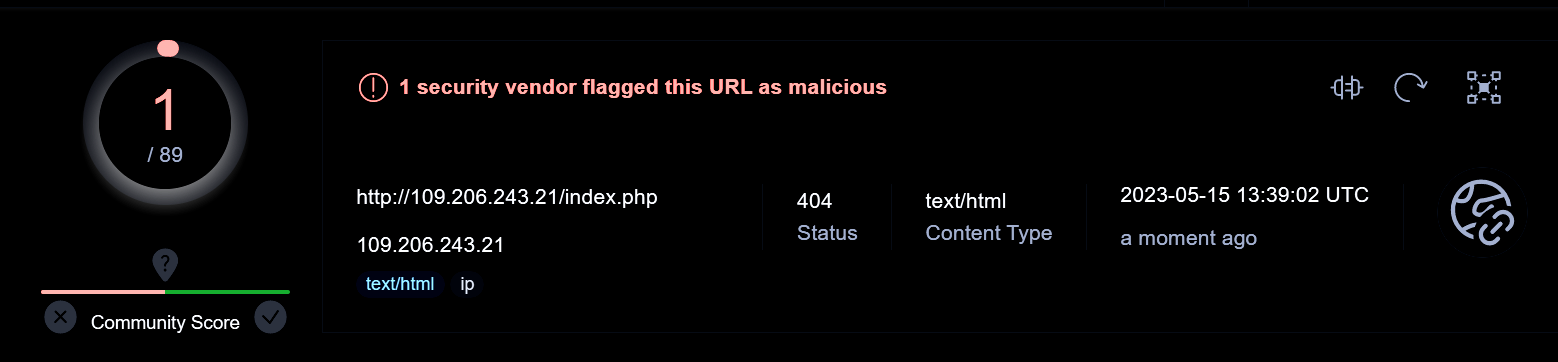 1
/ 89
Community Score
1 security vendor flagged this URL as malicious
http://109.206.243.21/index.php
109.206.243.21
text/html ip
404
Status
text/html
Content Type
2023-05-15 13:39:02 UTC
a moment ago